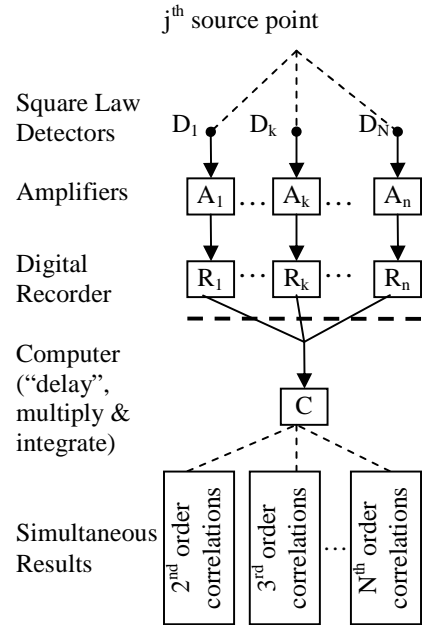 jth source point
Square Law
Detectors
D1 Dk DN
Amplifiers
A1 ... Ak ... An
Digital
Recorder
R1 ... Rk ... Rn
Computer
(“delay”,
multiply &
integrate)
C
Simultaneous
Results
2nd order
correlations
3rd order
correlations
...
Nth order
correlations